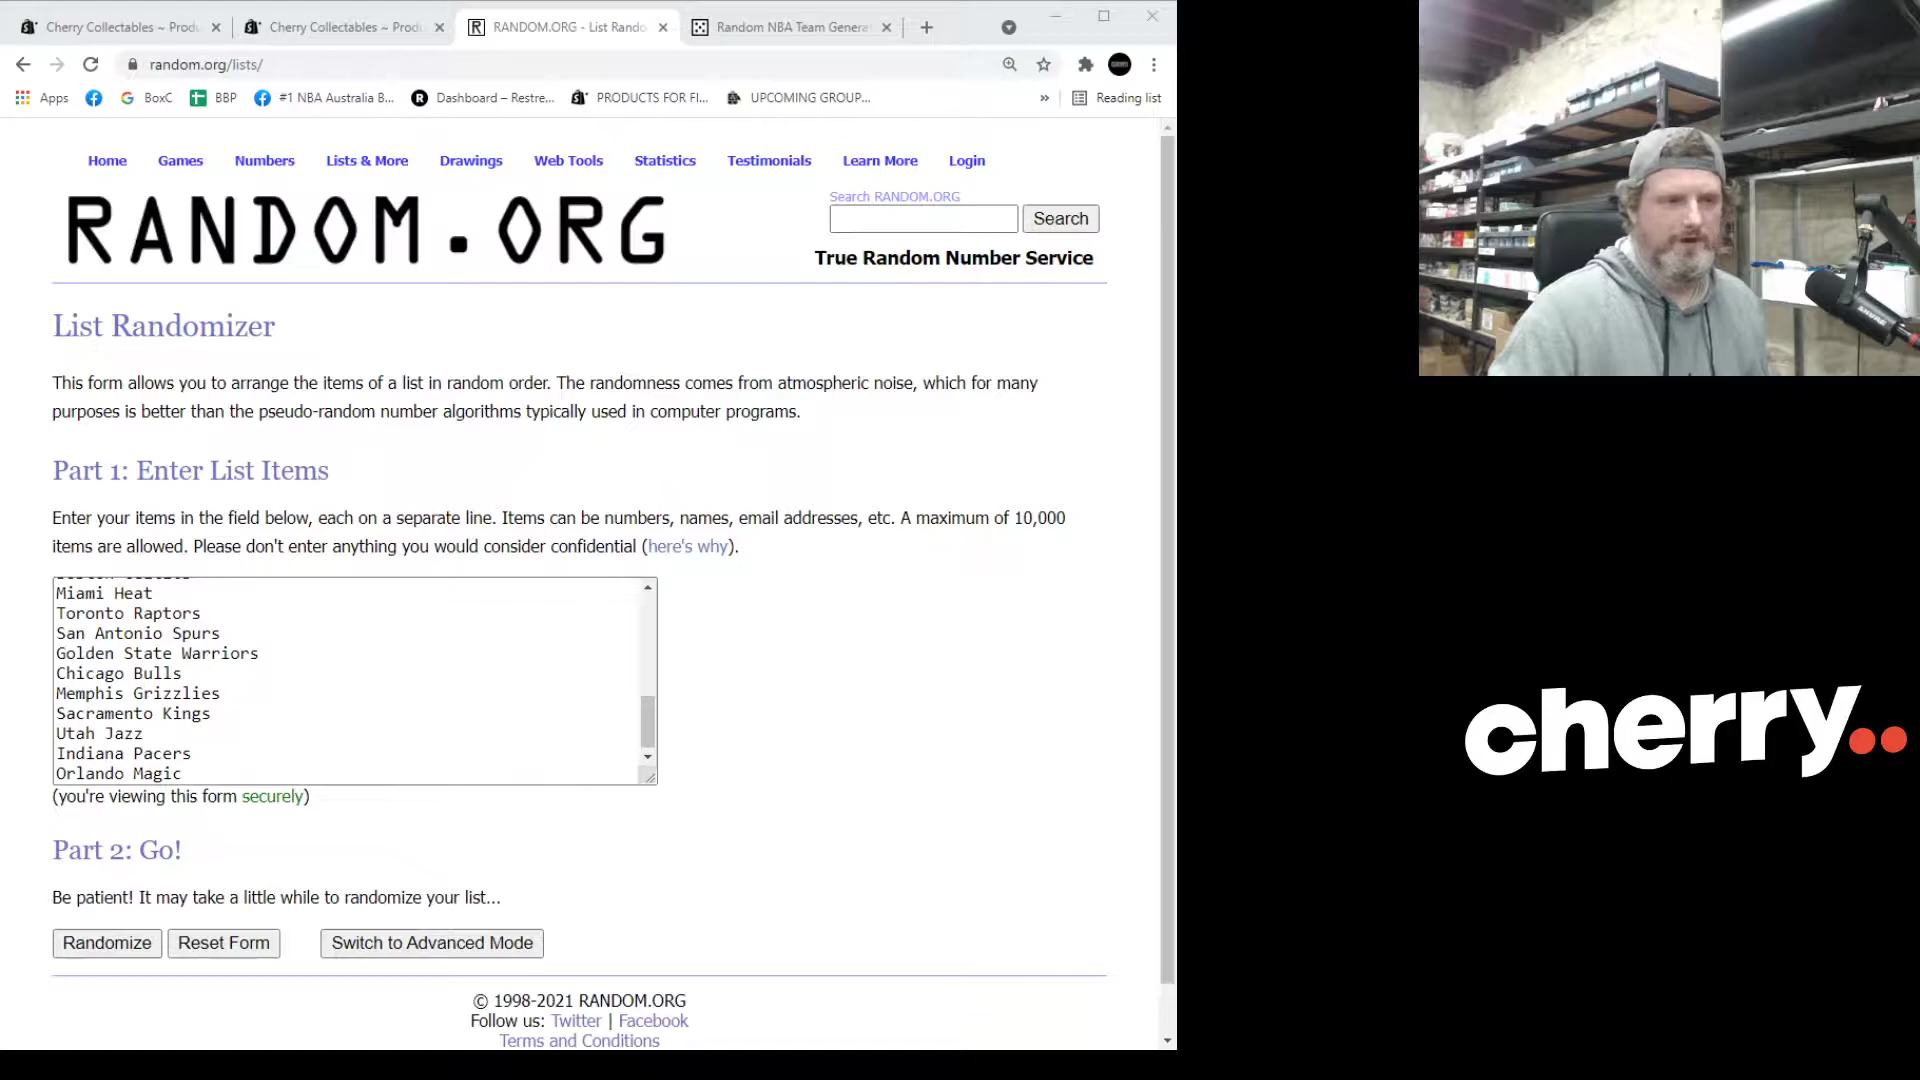 Cherry Collectables ~ Produ
Cherry Collectables ~ Produ
RANDOM.ORG - List Rando
Random NBA Team Genera
random.org/lists/
Apps
BoxC
BBP
#1 NBA Australia B...
Dashboard – Restre...
PRODUCTS FOR FI...
UPCOMING GROUP...
»
Reading list
Home Games Numbers Lists & More Drawings Web Tools Statistics Testimonials Learn More Login
RANDOM.ORG
Search RANDOM.ORG
Search
True Random Number Service
List Randomizer
This form allows you to arrange the items of a list in random order. The randomness comes from atmospheric noise, which for many
purposes is better than the pseudo-random number algorithms typically used in computer programs.
Part 1: Enter List Items
Enter your items in the field below, each on a separate line. Items can be numbers, names, email addresses, etc. A maximum of 10,000
items are allowed. Please don't enter anything you would consider confidential (here's why).
Miami Heat
Toronto Raptors
San Antonio Spurs
Golden State Warriors
Chicago Bulls
Memphis Grizzlies
Sacramento Kings
Utah Jazz
Indiana Pacers
Orlando Magic
(you're viewing this form securely)
Part 2: Go!
Be patient! It may take a little while to randomize your list...
Randomize Reset Form Switch to Advanced Mode
© 1998-2021 RANDOM.ORG
Follow us: Twitter | Facebook
Terms and Conditions
SHURE
cherry..